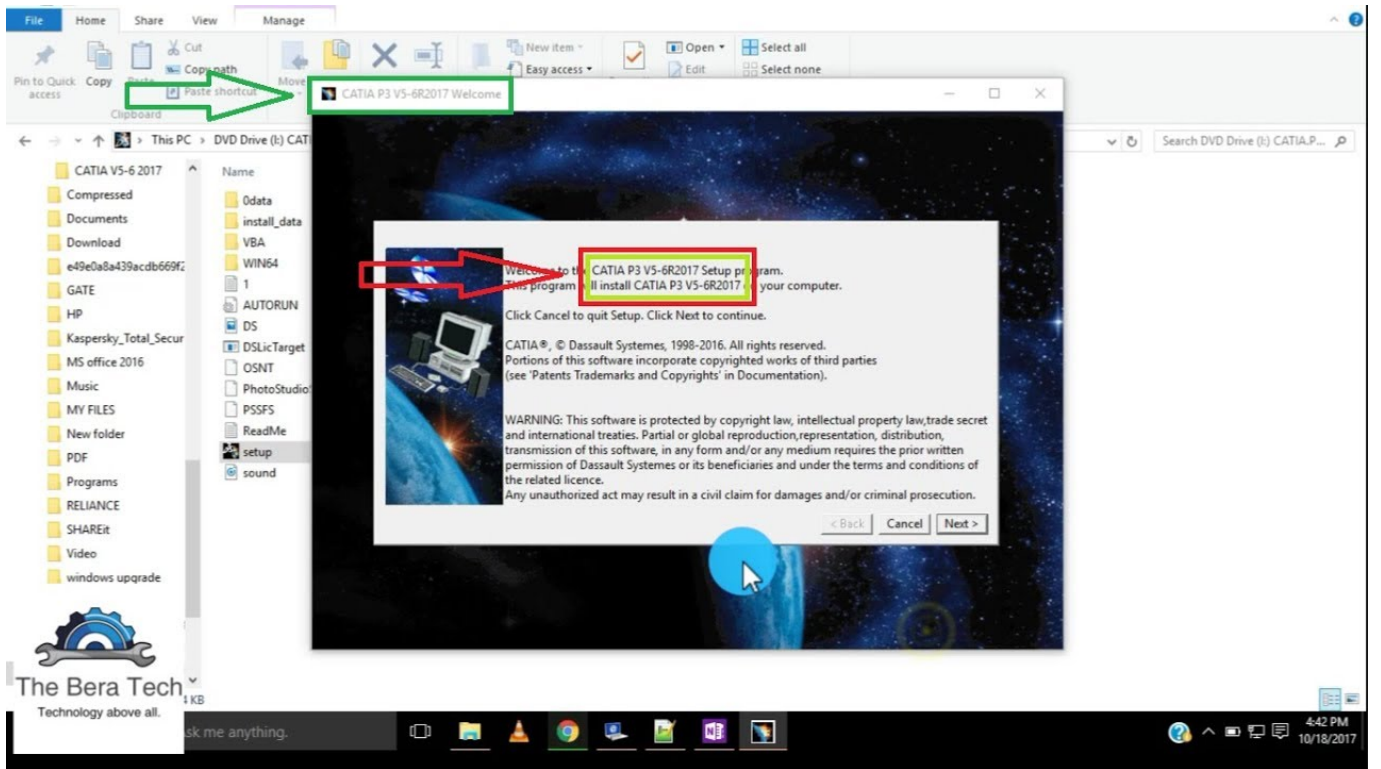 File Home Share View Manage
Cut
Copy path
Paste shortcut
Pin to Quick access
Copy
Paste
Move
New item
Easy access
Open
Edit
Select all
Select none
Clipboard
CATIA P3 V5-6R2017 Welcome
This PC > DVD Drive (I:) CATI
Search DVD Drive (I:) CATIA.P...
CATIA V5-6 2017
Compressed
Documents
Download
e49e0a8a439acdb669f2
GATE
HP
Kaspersky_Total_Secur
MS office 2016
Music
MY FILES
New folder
PDF
Programs
RELIANCE
SHAREit
Video
windows upgrade
Name
0data
install_data
VBA
WIN64
1
AUTORUN
DS
DSLicTarget
OSNT
PhotoStudio
PSSFS
ReadMe
setup
sound
Welcome to the CATIA P3 V5-6R2017 Setup program.
This program will install CATIA P3 V5-6R2017 your computer.
Click Cancel to quit Setup. Click Next to continue.
CATIA®, © Dassault Systemes, 1998-2016. All rights reserved.
Portions of this software incorporate copyrighted works of third parties
(see 'Patents Trademarks and Copyrights' in Documentation).
WARNING: This software is protected by copyright law, intellectual property law,trade secret
and international treaties. Partial or global reproduction,representation, distribution,
transmission of this software, in any form and/or any medium requires the prior written
permission of Dassault Systemes or its beneficiaries and under the terms and conditions of
the related licence.
Any unauthorized act may result in a civil claim for damages and/or criminal prosecution.
< Back Cancel Next >
The Bera Tech
Technology above all.
KB
sk me anything.
4:42 PM
10/18/2017